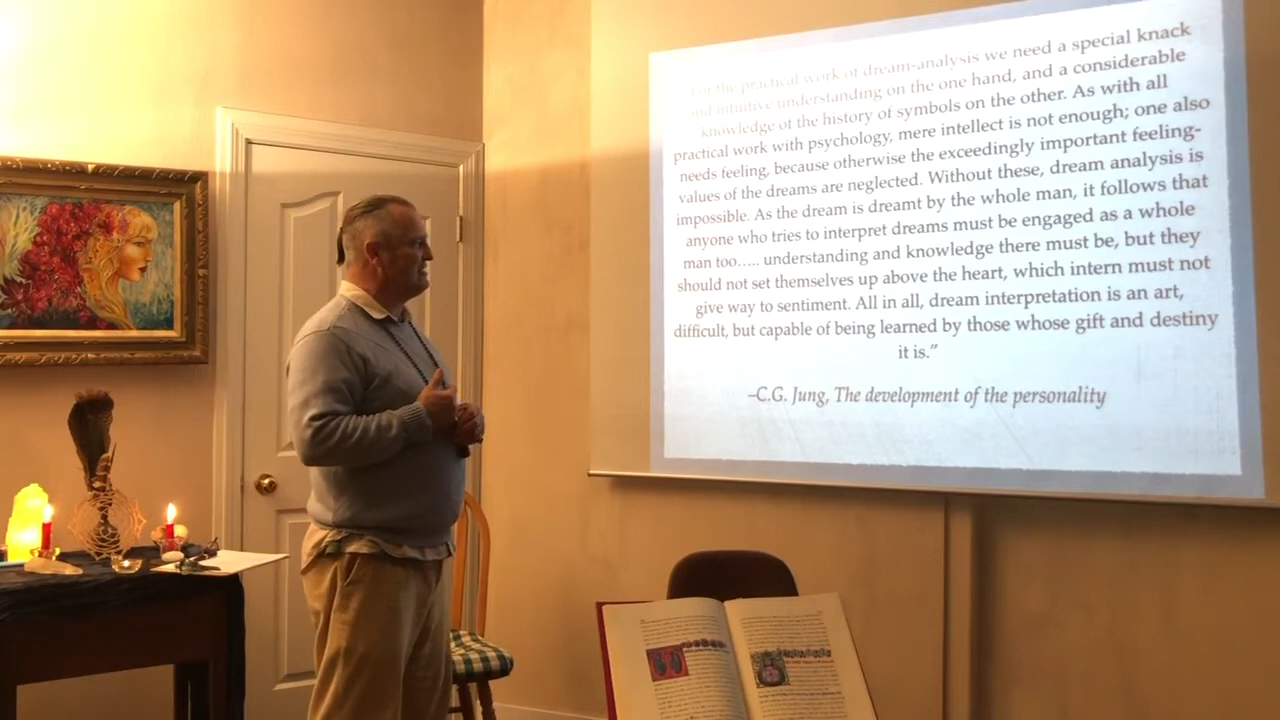 For the practical work of dream-analysis we need a special knack
and intuitive understanding on the one hand, and a considerable
knowledge of the history of symbols on the other. As with all
practical work with psychology, mere intellect is not enough; one also
needs feeling, because otherwise the exceedingly important feeling-
values of the dreams are neglected. Without these, dream analysis is
impossible. As the dream is dreamt by the whole man, it follows that
anyone who tries to interpret dreams must be engaged as a whole
man too….. understanding and knowledge there must be, but they
should not set themselves up above the heart, which intern must not
give way to sentiment. All in all, dream interpretation is an art,
difficult, but capable of being learned by those whose gift and destiny
it is.”
–C.G. Jung, The development of the personality